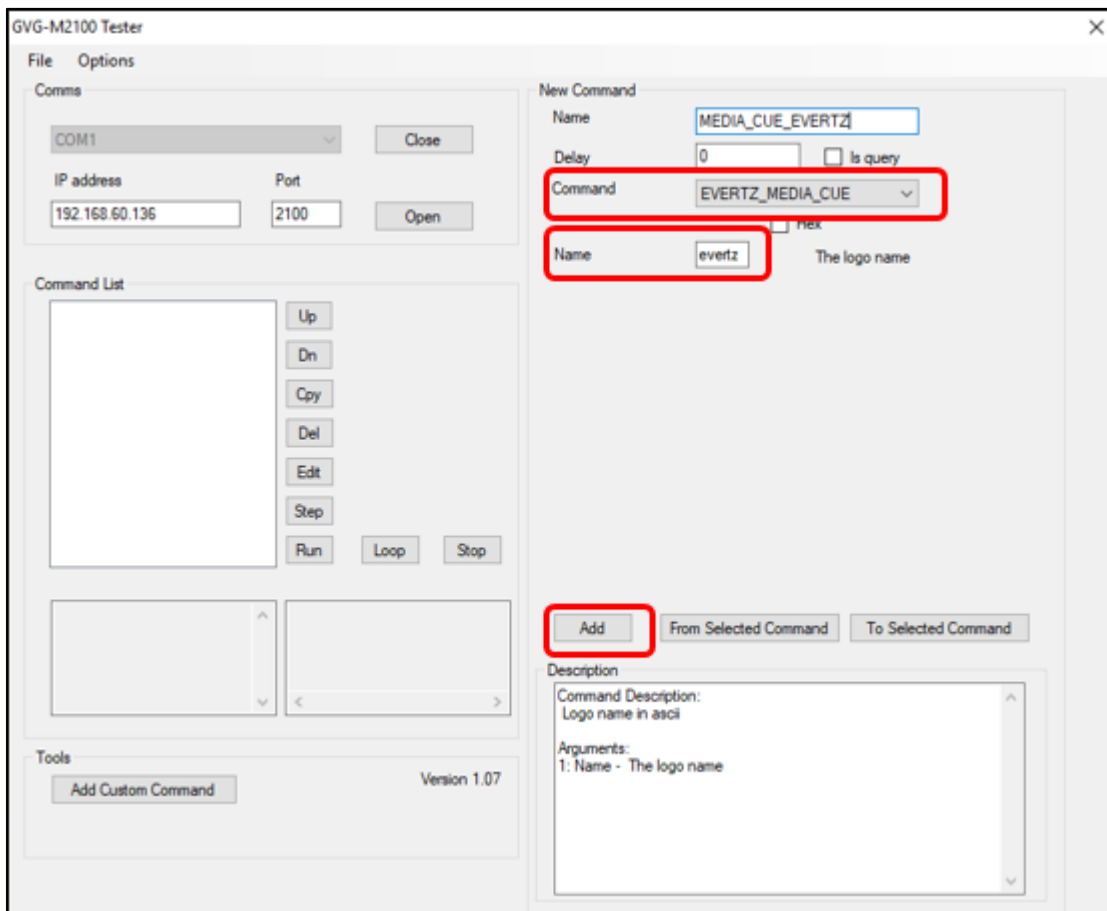 GVG-M2100 Tester
File Options
Comms
COM1
Close
IP address Port
192.168.60.136 2100 Open
Command List
Up
Dn
Cpy
Del
Edit
Step
Run Loop Stop
Tools
Add Custom Command
Version 1.07
New Command
Name MEDIA_CUE_EVERTZ
Delay 0 Is query
Command EVERTZ_MEDIA_CUE
Hex
Name evertz The logo name
Add From Selected Command To Selected Command
Description
Command Description:
Logo name in ascii
Arguments:
1: Name - The logo name